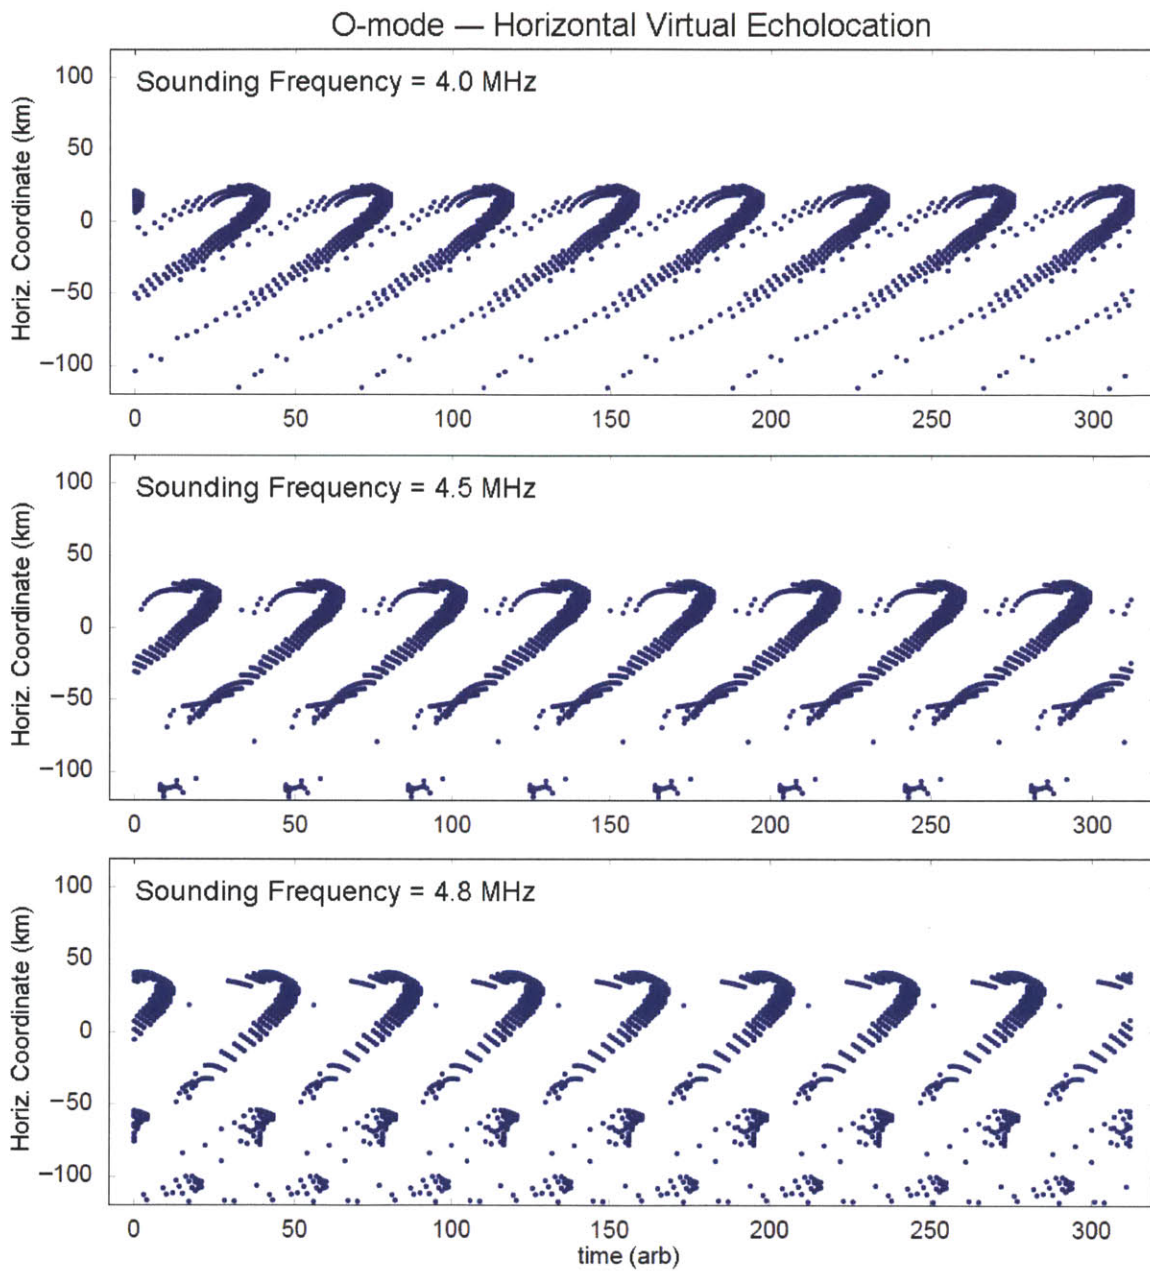 O-mode — Horizontal Virtual Echolocation
Sounding Frequency = 4.0 MHz
Horiz. Coordinate (km)
100
50
0
−50
−100
0 50 100 150 200 250 300
Sounding Frequency = 4.5 MHz
Horiz. Coordinate (km)
100
50
0
−50
−100
0 50 100 150 200 250 300
Sounding Frequency = 4.8 MHz
Horiz. Coordinate (km)
100
50
0
−50
−100
0 50 100 150 200 250 300
time (arb)